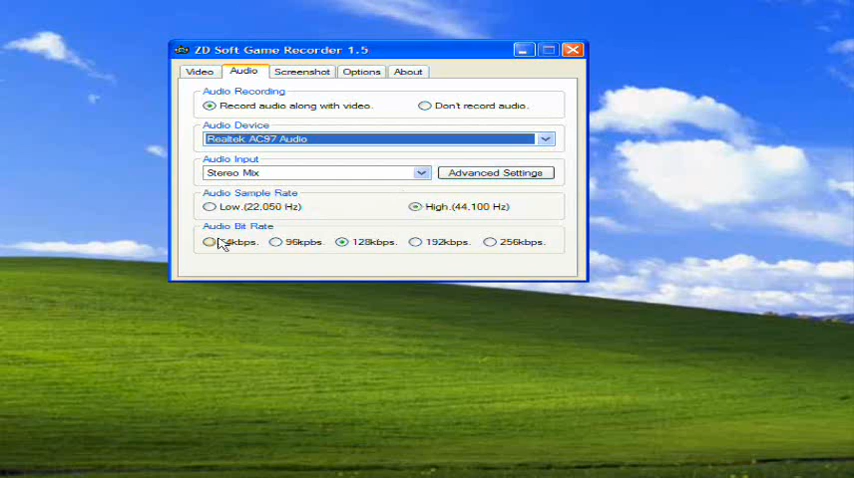 ZD Soft Game Recorder 1.5
Video Audio Screenshot Options About
Audio Recording
Record audio along with video. Don't record audio.
Audio Device
Realtek AC97 Audio
Audio Input
Stereo Mix Advanced Settings
Audio Sample Rate
Low.(22,050 Hz) High.(44,100 Hz)
Audio Bit Rate
96kpbs. 128kbps. 192kbps. 256kbps.